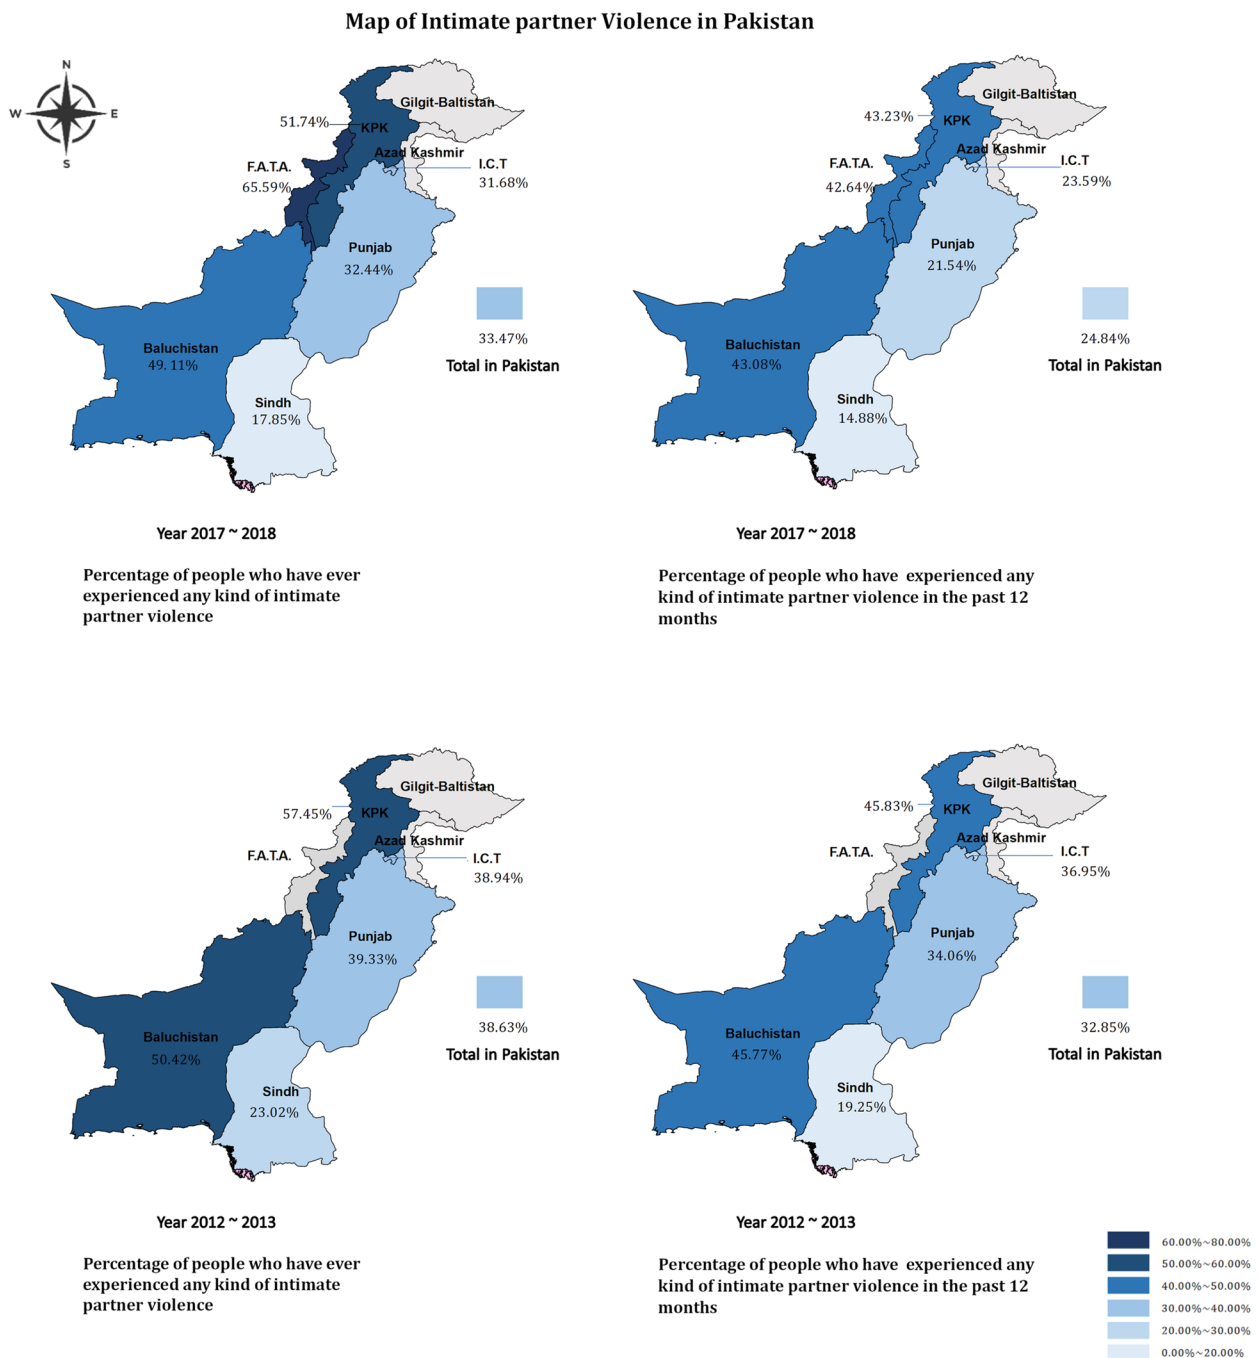 Map of Intimate partner Violence in Pakistan
N
W
E
S
Gilgit-Baltistan
51.74%
KPK
Azad Kashmir
F.A.T.A.
65.59%
I.C.T
31.68%
Punjab
32.44%
33.47%
Total in Pakistan
Baluchistan
49. 11%
Sindh
17.85%
Year 2017 ~ 2018
Percentage of people who have ever
experienced any kind of intimate
partner violence
Gilgit-Baltistan
43.23%
KPK
Azad Kashmir
F.A.T.A.
42.64%
I.C.T
23.59%
Punjab
21.54%
24.84%
Total in Pakistan
Baluchistan
43.08%
Sindh
14.88%
Year 2017 ~ 2018
Percentage of people who have experienced any
kind of intimate partner violence in the past 12
months
Gilgit-Baltistan
57.45%
KPK
Azad Kashmir
F.A.T.A.
I.C.T
38.94%
Punjab
39.33%
38.63%
Total in Pakistan
Baluchistan
50.42%
Sindh
23.02%
Year 2012 ~ 2013
Percentage of people who have ever
experienced any kind of intimate
partner violence
Gilgit-Baltistan
45.83%
KPK
Azad Kashmir
F.A.T.A.
I.C.T
36.95%
Punjab
34.06%
32.85%
Total in Pakistan
Baluchistan
45.77%
Sindh
19.25%
Year 2012 ~ 2013
Percentage of people who have experienced any
kind of intimate partner violence in the past 12
months
60.00%~80.00%
50.00%~60.00%
40.00%~50.00%
30.00%~40.00%
20.00%~30.00%
0.00%~20.00%